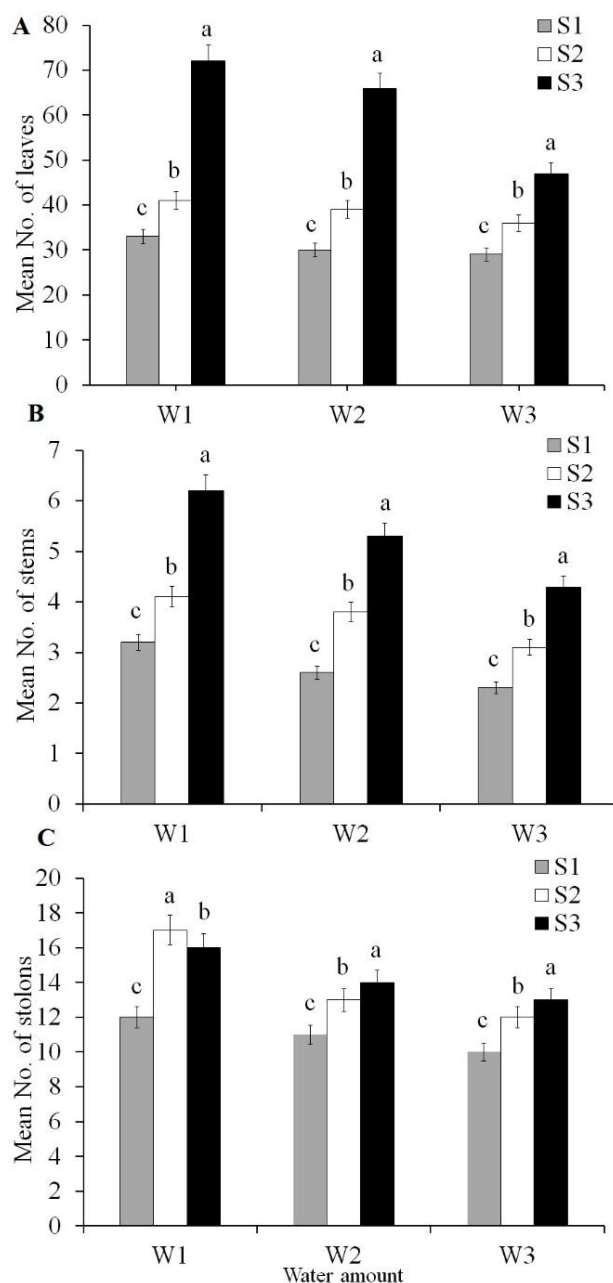 A
80
70
60
50
40
30
20
10
0
Mean No. of leaves
S1
S2
S3
c b a
c b a
c b a
W1 W2 W3
B
7
6
5
4
3
2
1
0
Mean No. of stems
S1
S2
S3
c b a
c b a
c b a
W1 W2 W3
C
20
18
16
14
12
10
8
6
4
2
0
Mean No. of stolons
S1
S2
S3
c a b
c b a
c b a
W1 W2 W3
Water amount